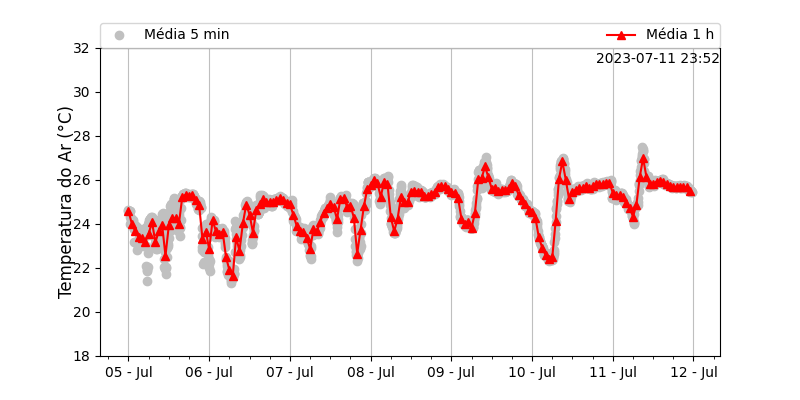 Média 5 min
Média 1 h
2023-07-11 23:52
Temperatura do Ar (°C)
32
30
28
26
24
22
20
18
05 - Jul
06 - Jul
07 - Jul
08 - Jul
09 - Jul
10 - Jul
11 - Jul
12 - Jul